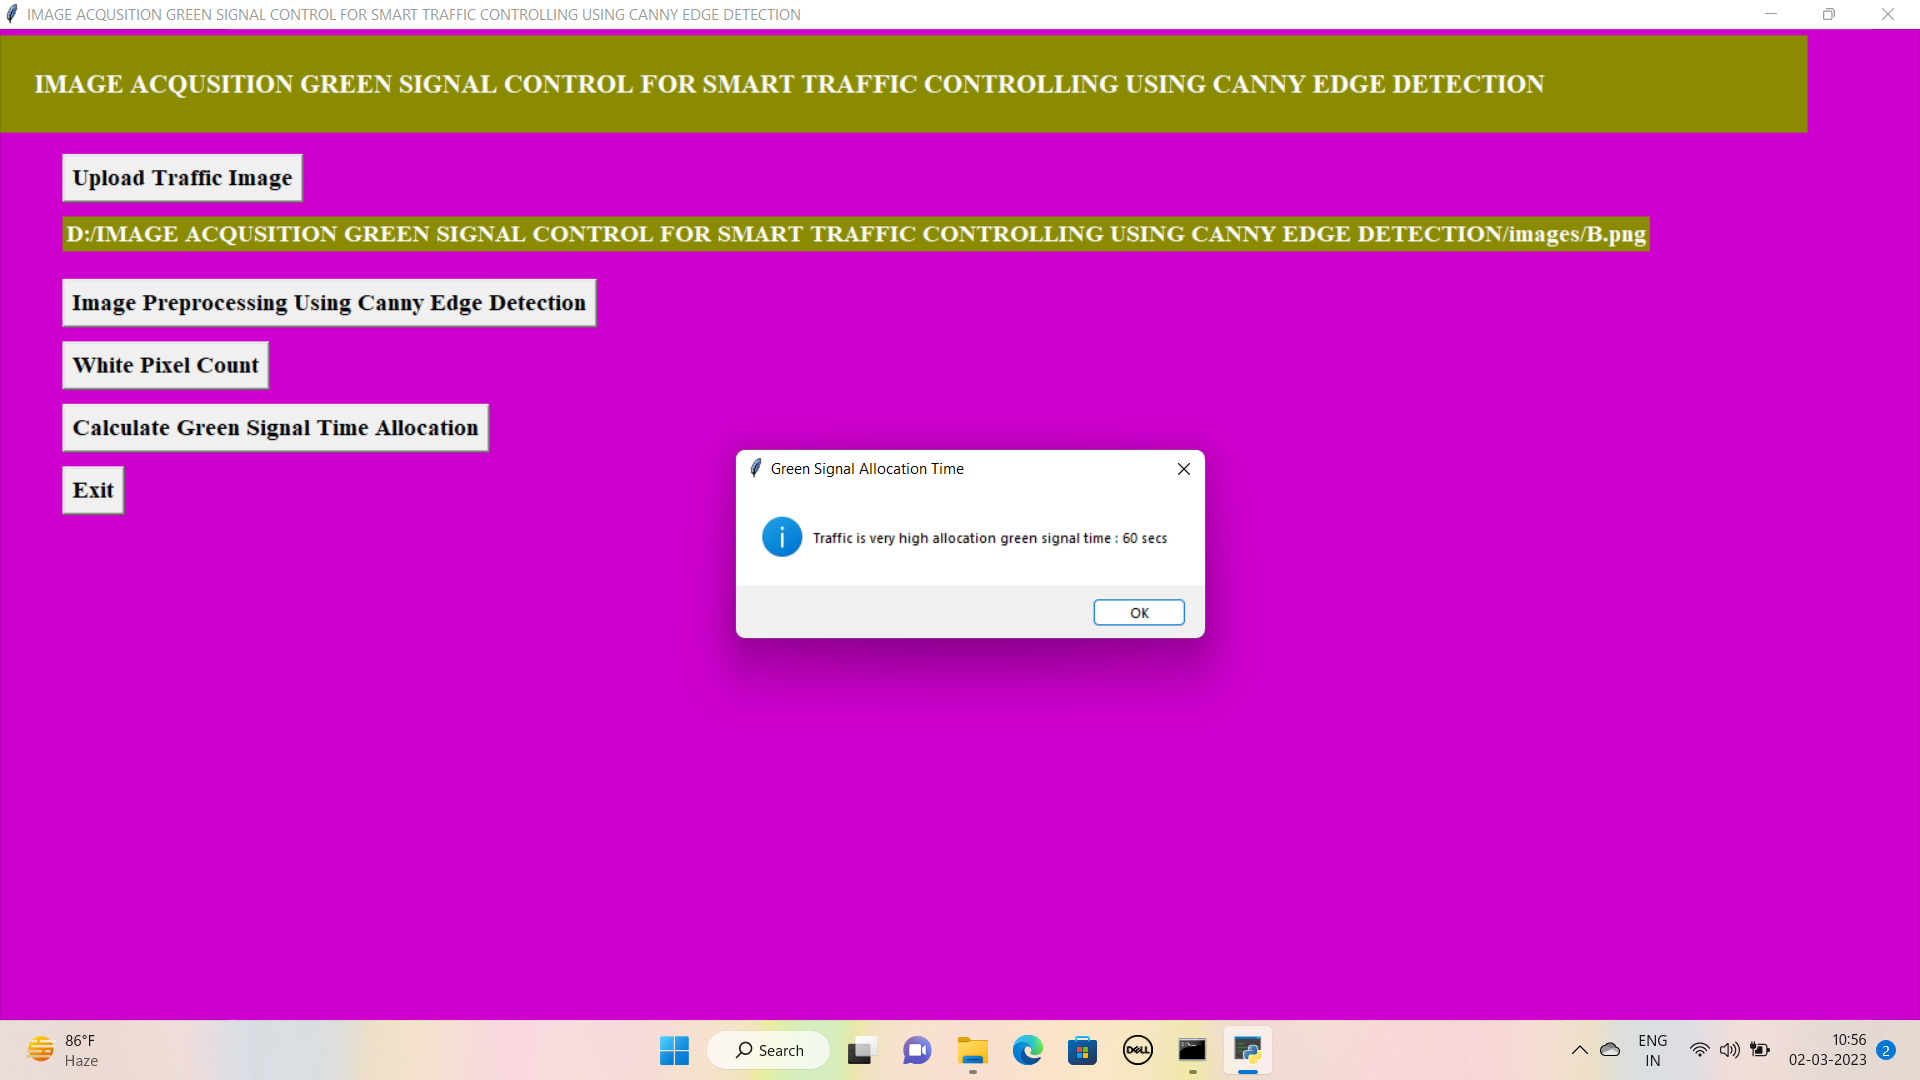 IMAGE ACQUSITION GREEN SIGNAL CONTROL FOR SMART TRAFFIC CONTROLLING USING CANNY EDGE DETECTION
IMAGE ACQUSITION GREEN SIGNAL CONTROL FOR SMART TRAFFIC CONTROLLING USING CANNY EDGE DETECTION
Upload Traffic Image
D:/IMAGE ACQUSITION GREEN SIGNAL CONTROL FOR SMART TRAFFIC CONTROLLING USING CANNY EDGE DETECTION/images/B.png
Image Preprocessing Using Canny Edge Detection
White Pixel Count
Calculate Green Signal Time Allocation
Exit
Green Signal Allocation Time
Traffic is very high allocation green signal time : 60 secs
OK
86°F
Haze
Search
DELL
ENG
IN
10:56
02-03-2023
2